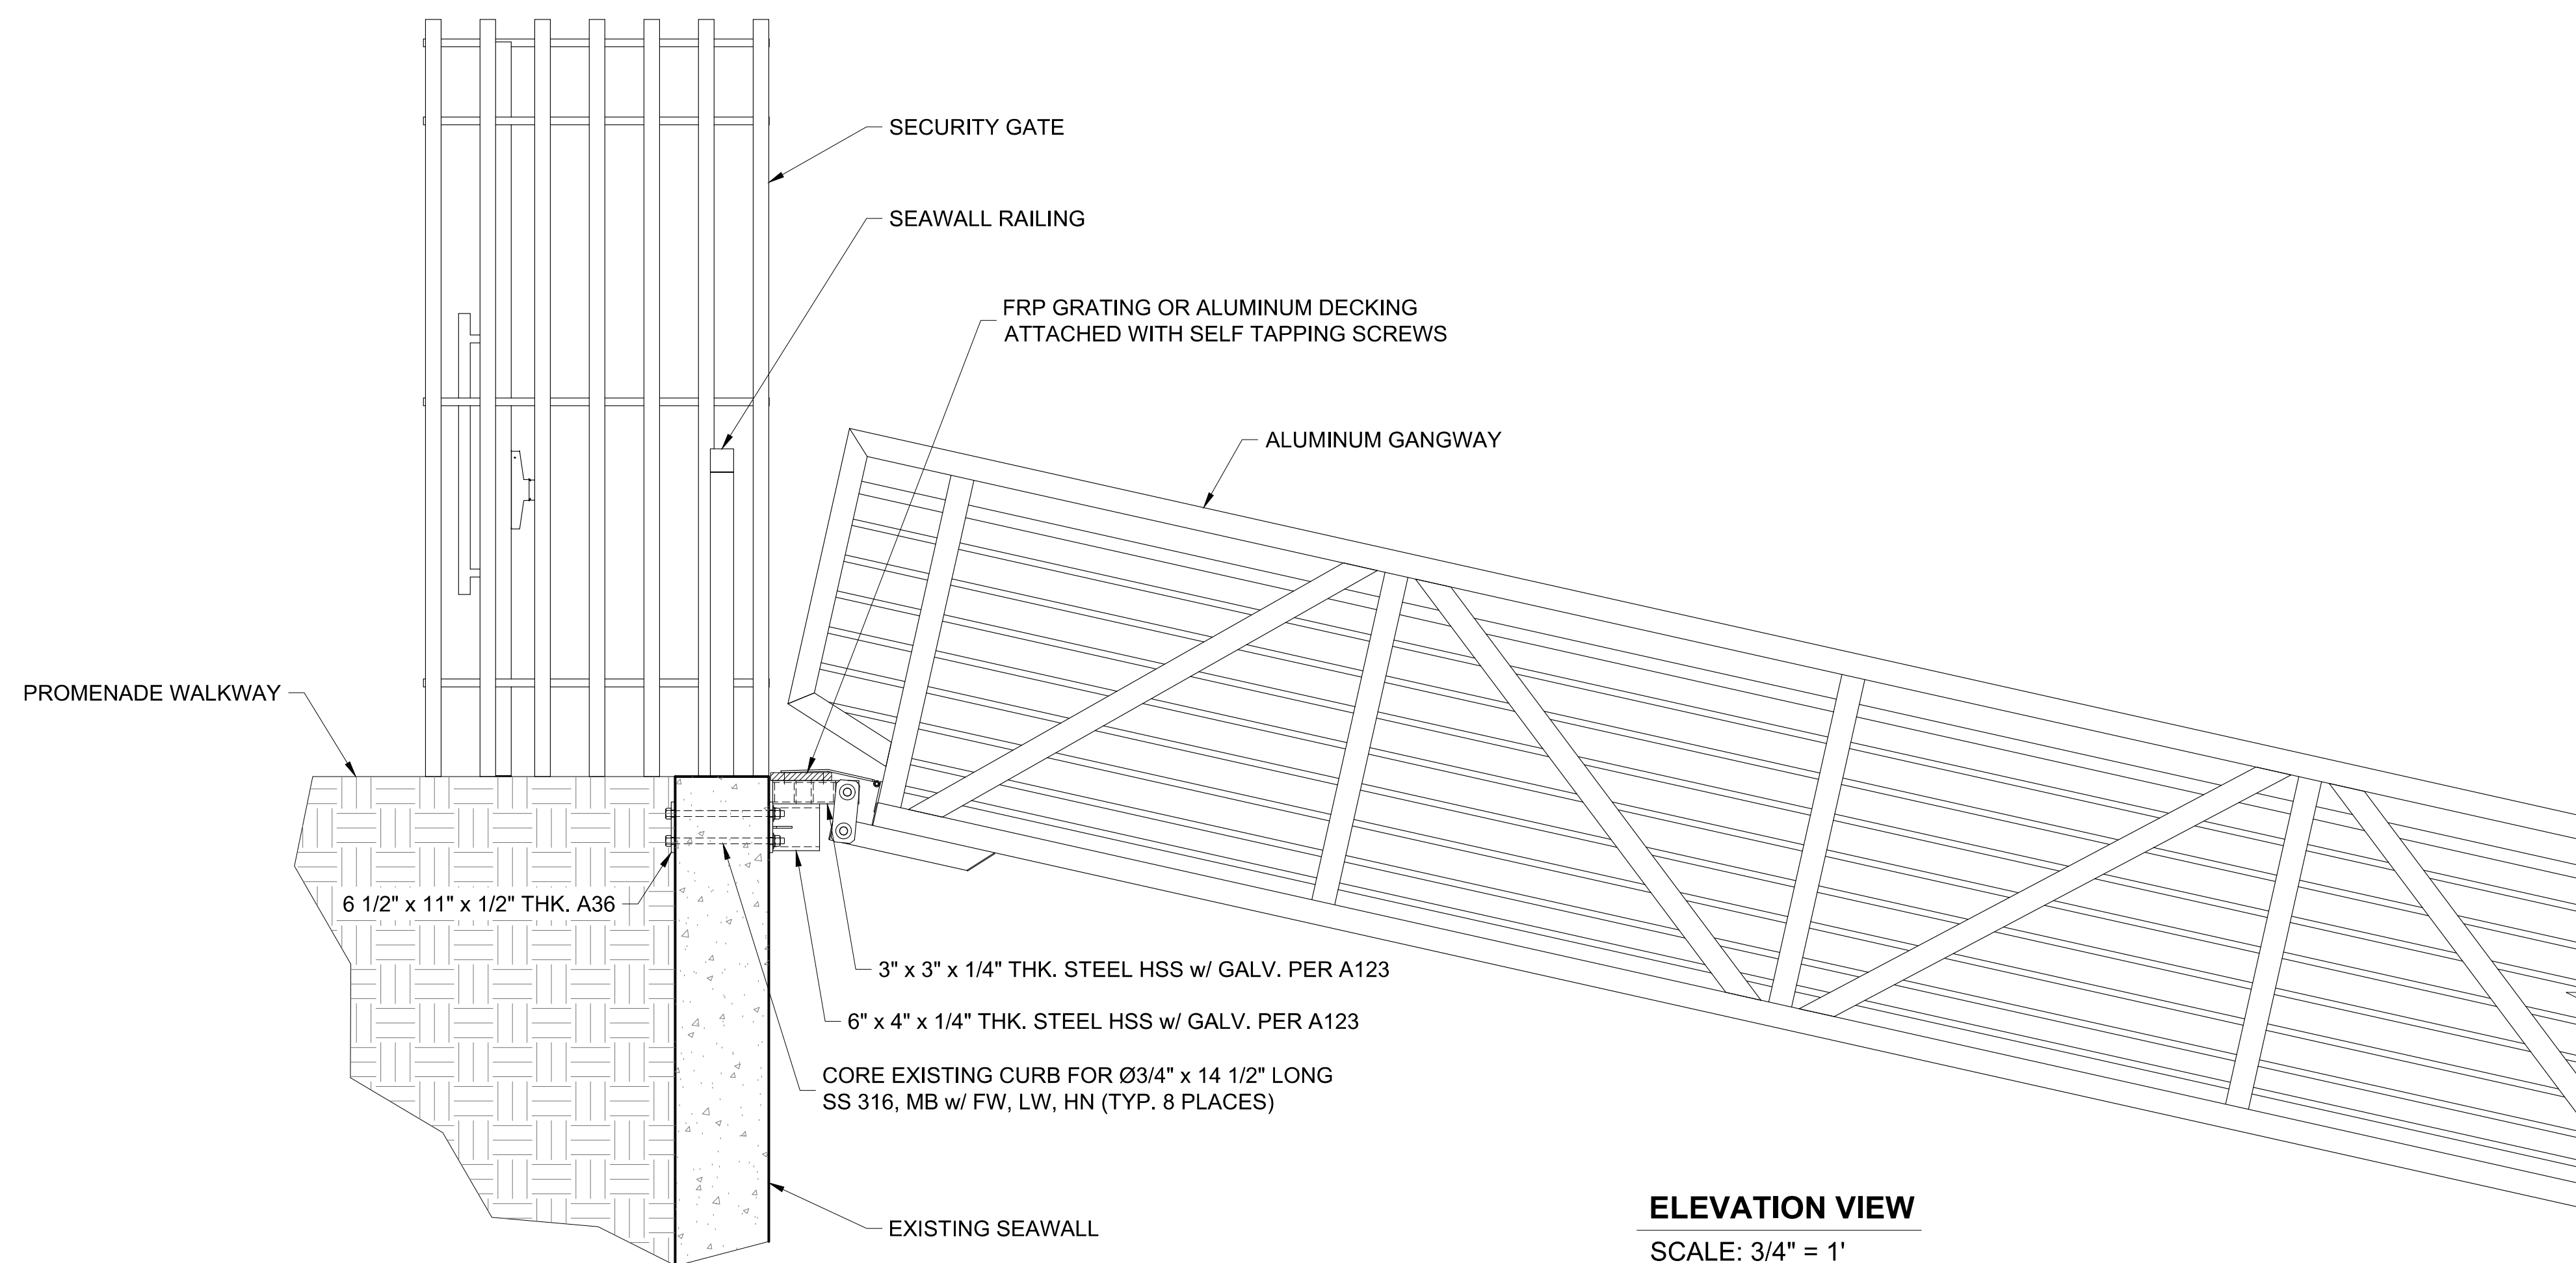 SECURITY GATE
SEAWALL RAILING
FRP GRATING OR ALUMINUM DECKING
ATTACHED WITH SELF TAPPING SCREWS
ALUMINUM GANGWAY
PROMENADE WALKWAY
6 1/2" x 11" x 1/2" THK. A36
3" x 3" x 1/4" THK. STEEL HSS w/ GALV. PER A123
6" x 4" x 1/4" THK. STEEL HSS w/ GALV. PER A123
CORE EXISTING CURB FOR Ø3/4" x 14 1/2" LONG
SS 316, MB w/ FW, LW, HN (TYP. 8 PLACES)
EXISTING SEAWALL
ELEVATION VIEW
SCALE: 3/4" = 1'